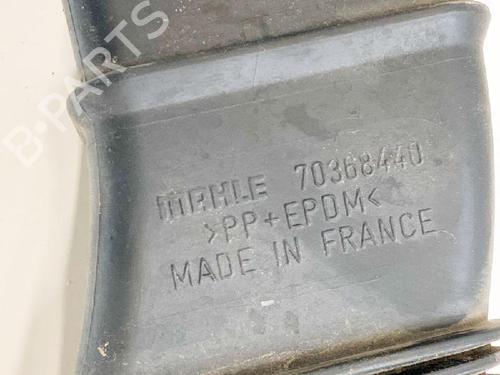 B-PARTS
MAHLE 70368440
>PP+EPDM<
MADE IN FRANCE